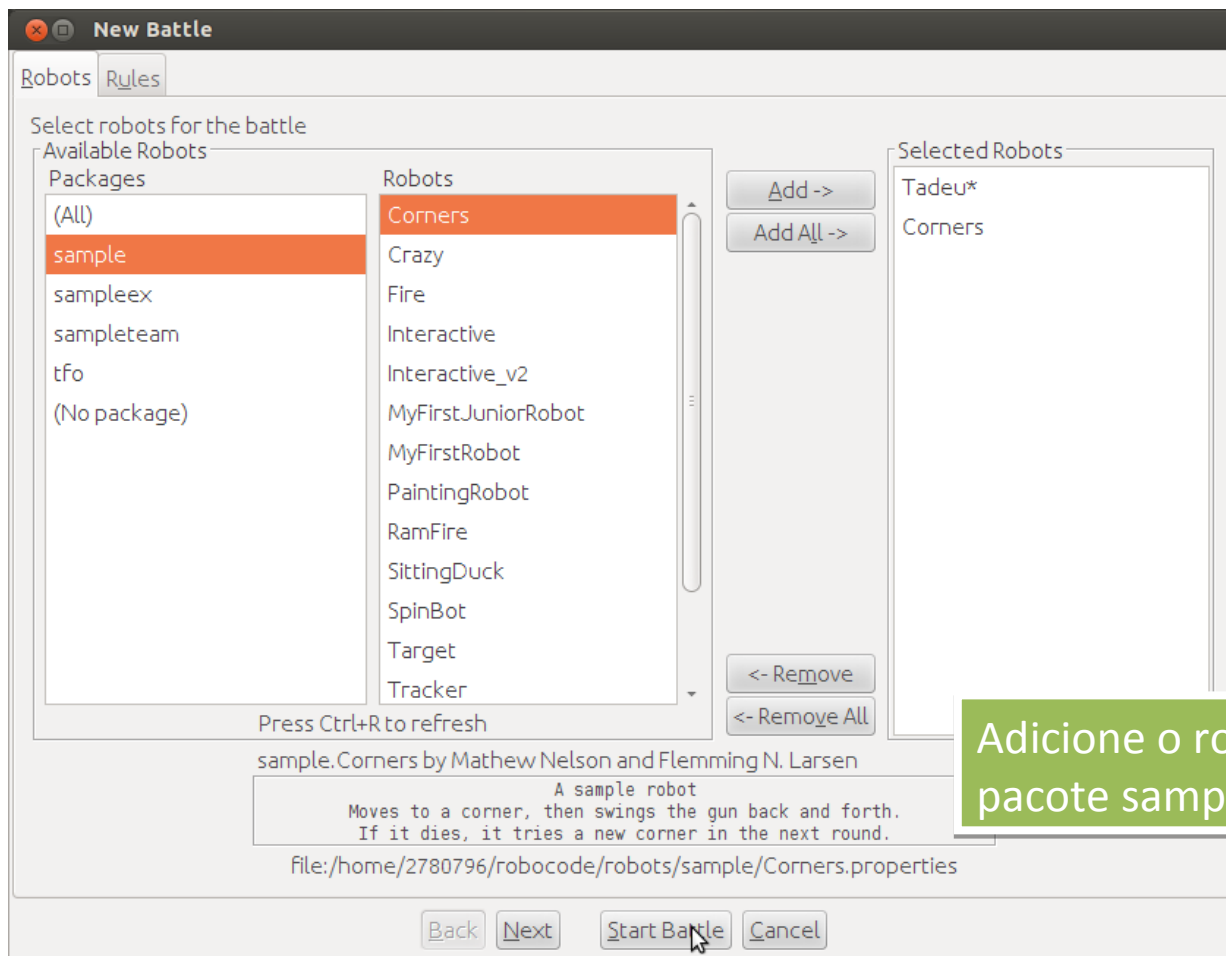 New Battle
Robots Rules
Select robots for the battle
Available Robots
Packages
(All)
sample
sampleex
sampleteam
tfo
(No package)
Robots
Corners
Crazy
Fire
Interactive
Interactive_v2
MyFirstJuniorRobot
MyFirstRobot
PaintingRobot
RamFire
SittingDuck
SpinBot
Target
Tracker
Press Ctrl+R to refresh
Add ->
Add All ->
<- Remove
<- Remove All
Selected Robots
Tadeu*
Corners
Adicione o ro
pacote samp
sample.Corners by Mathew Nelson and Flemming N. Larsen
A sample robot
Moves to a corner, then swings the gun back and forth.
If it dies, it tries a new corner in the next round.
file:/home/2780796/robocode/robots/sample/Corners.properties
Back Next Start Battle Cancel